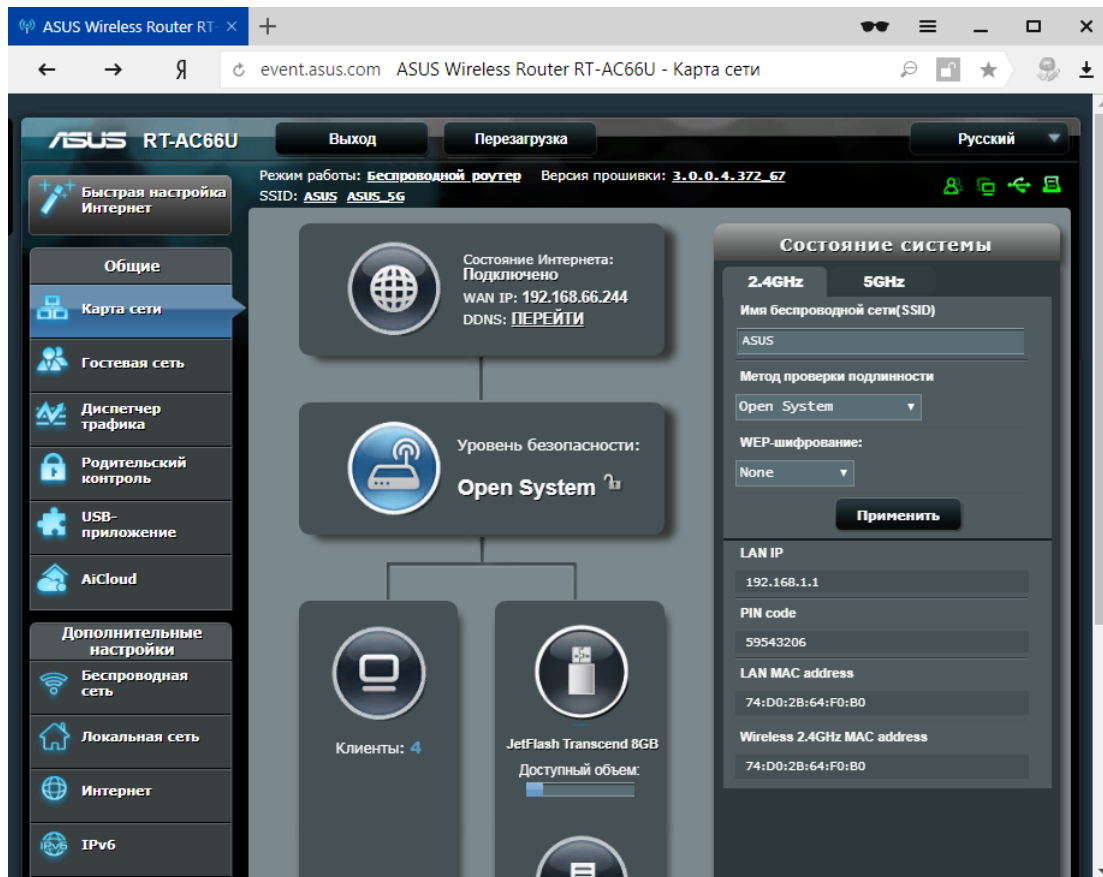 ASUS Wireless Router RT-
event.asus.com ASUS Wireless Router RT-AC66U - Карта сети
Я
ASUS RT-AC66U
Выход
Перезагрузка
Русский
Быстрая настройка
Интернет
Режим работы: Беспроводной роутер Версия прошивки: 3.0.0.4.372_67
SSID: ASUS ASUS_5G
Общие
Карта сети
Гостевая сеть
Диспетчер
трафика
Родительский
контроль
USB-
приложение
AiCloud
Дополнительные
настройки
Беспроводная
сеть
Локальная сеть
Интернет
IPv6
IPv6
Состояние Интернета:
Подключено
WAN IP: 192.168.66.244
DDNS: ПЕРЕЙТИ
Уровень безопасности:
Open System
Клиенты: 4
JetFlash Transcend 8GB
Доступный объем:
Состояние системы
2.4GHz 5GHz
Имя беспроводной сети(SSID)
ASUS
Метод проверки подлинности
Open System
WEP-шифрование:
None
Применить
LAN IP
192.168.1.1
PIN code
59543206
LAN MAC address
74:D0:2B:64:F0:B0
Wireless 2.4GHz MAC address
74:D0:2B:64:F0:B0